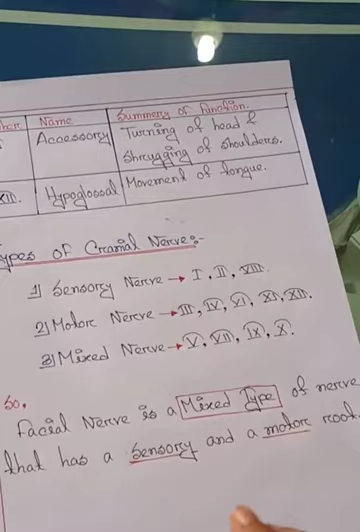 Name Summary of Function.
Accessory Turning of head &
Shrugging of shoulders.
XII. Hypoglossal Movement of tongue.
Types of Cranial Nerve:-
1) Sensory Nerve → I, II, VIII.
2) Motor Nerve → III, IV, VI, XI, XII.
3) Mixed Nerve → V, VII, IX, X.
So,
Facial Nerve is a Mixed Type of nerve
that has a sensory and a motor root.